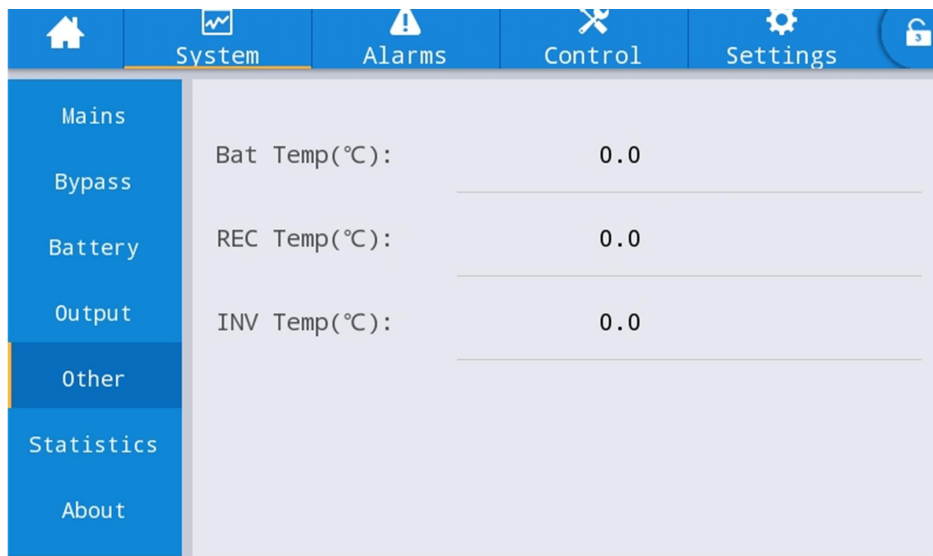 System Alarms Control Settings 3
Mains
Bypass
Battery
Output
Other
Statistics
About
Bat Temp(℃): 0.0
REC Temp(℃): 0.0
INV Temp(℃): 0.0